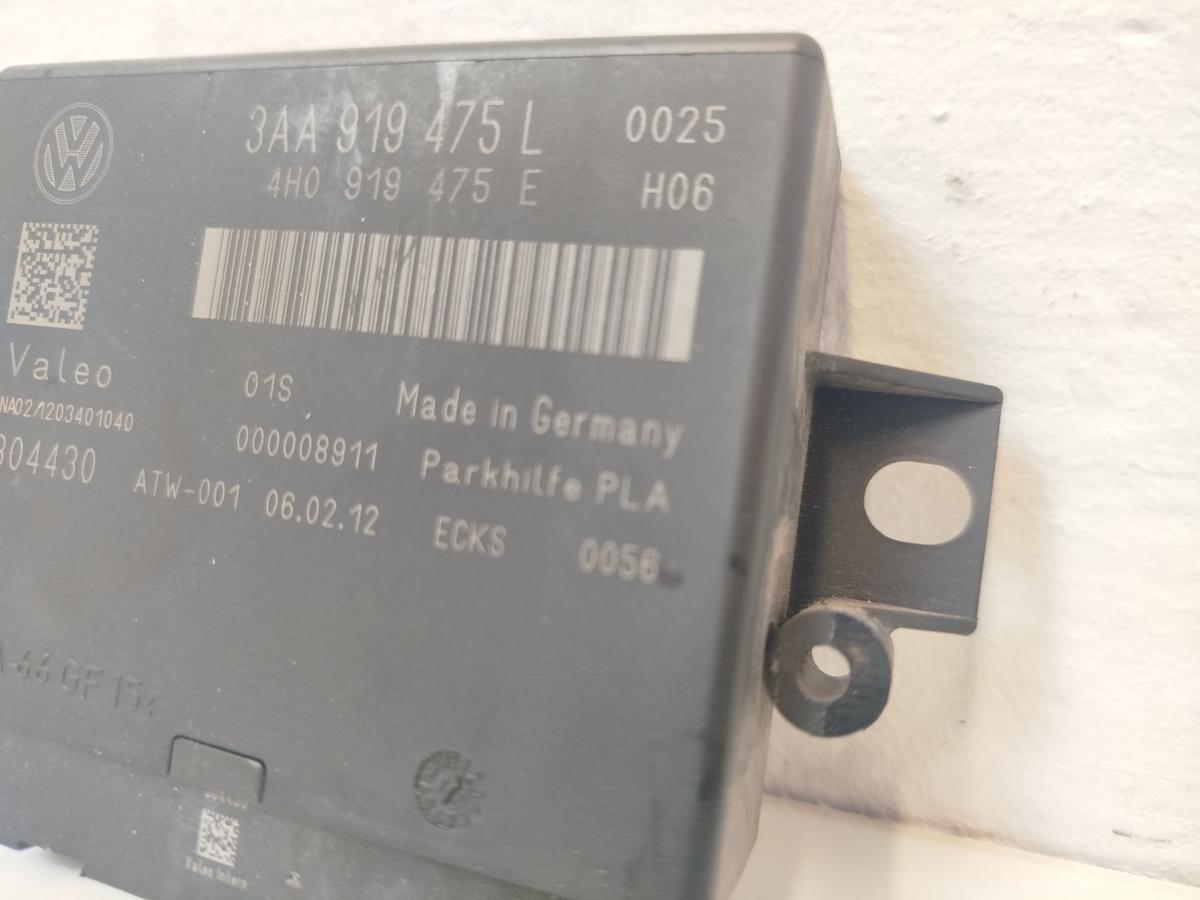 3AA 919 475 L 0025
4H0 919 475 E H06
Valeo
NA02/1203401040
304430
01S Made in Germany
000008911 Parkhilfe PLA
ATW-001 06.02.12 ECKS 0056
Valeo Intern